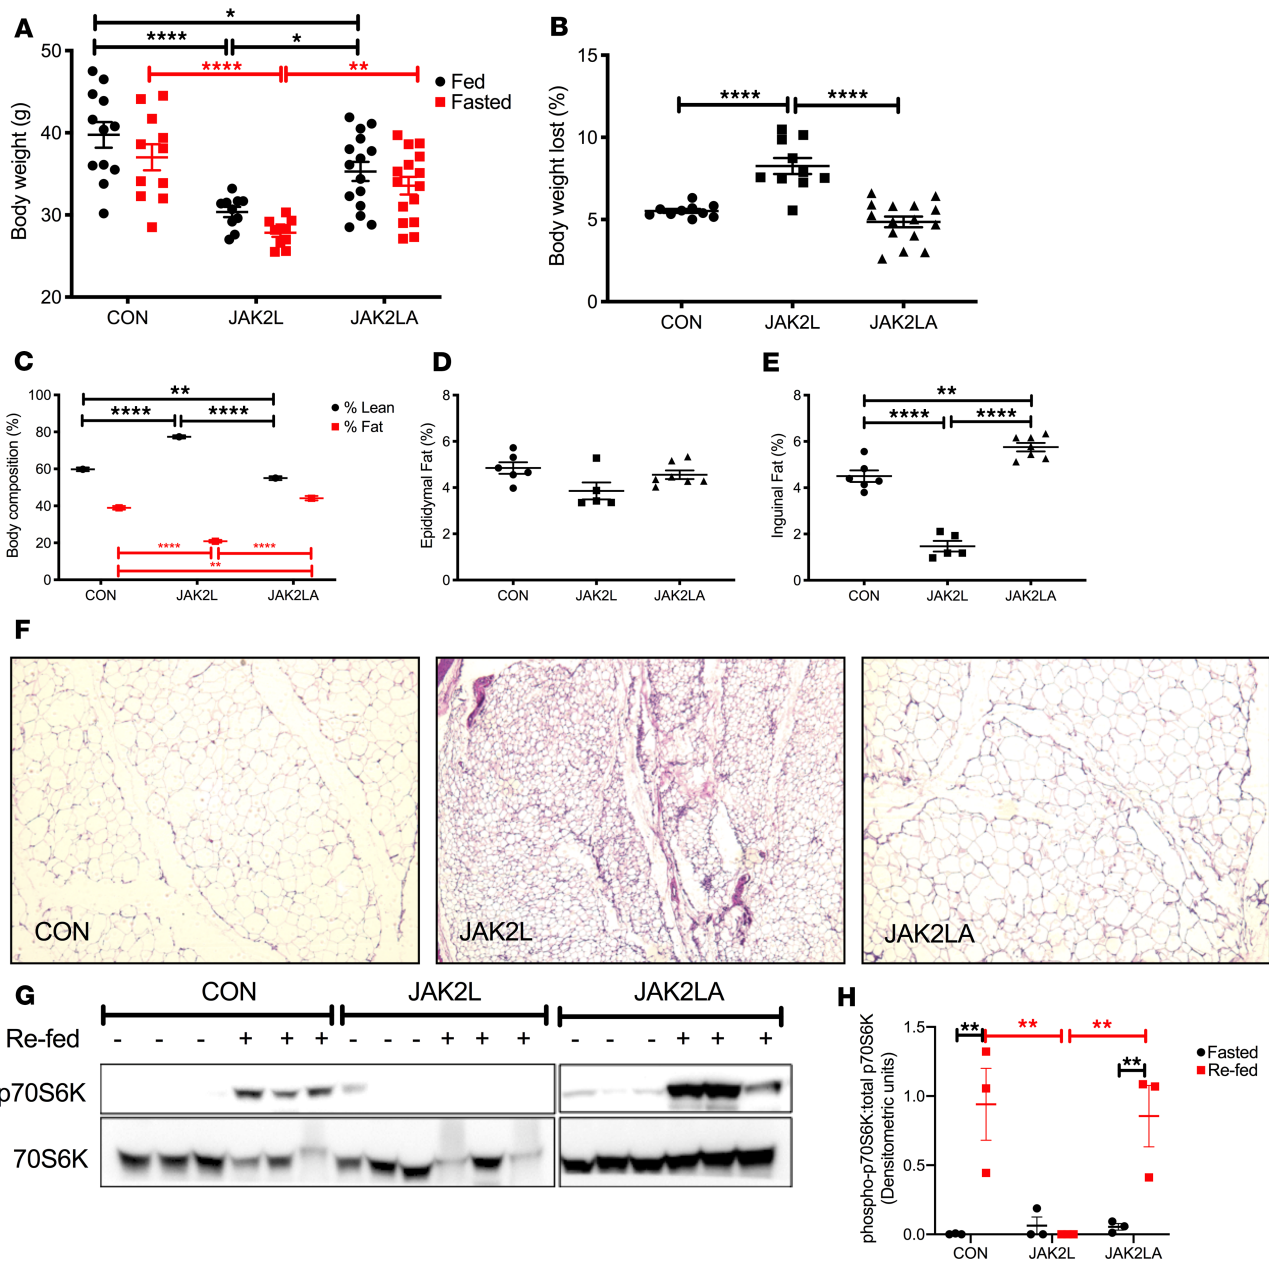 A
B
*
**** *
**** **
50
40
30
20
Body weight (g)
Fed
Fasted
CON JAK2L JAK2LA
15
10
5
0
Body weight lost (%)
**** ****
CON JAK2L JAK2LA
C
D
E
100
80
60
40
20
0
Body composition (%)
**
**** ****
% Lean
% Fat
**** ****
**
CON JAK2L JAK2LA
8
6
4
2
0
Epididymal Fat (%)
CON JAK2L JAK2LA
8
6
4
2
0
Inguinal Fat (%)
**
**** ****
CON JAK2L JAK2LA
F
CON
JAK2L
JAK2LA
G
CON JAK2L JAK2LA
Re-fed - - - + + + - - - + + + - - - + + +
p70S6K
70S6K
H
1.5
1.0
0.5
0.0
phospho-p70S6K:total p70S6K
(Densitometric units)
** ** **
**
Fasted
Re-fed
CON JAK2L JAK2LA